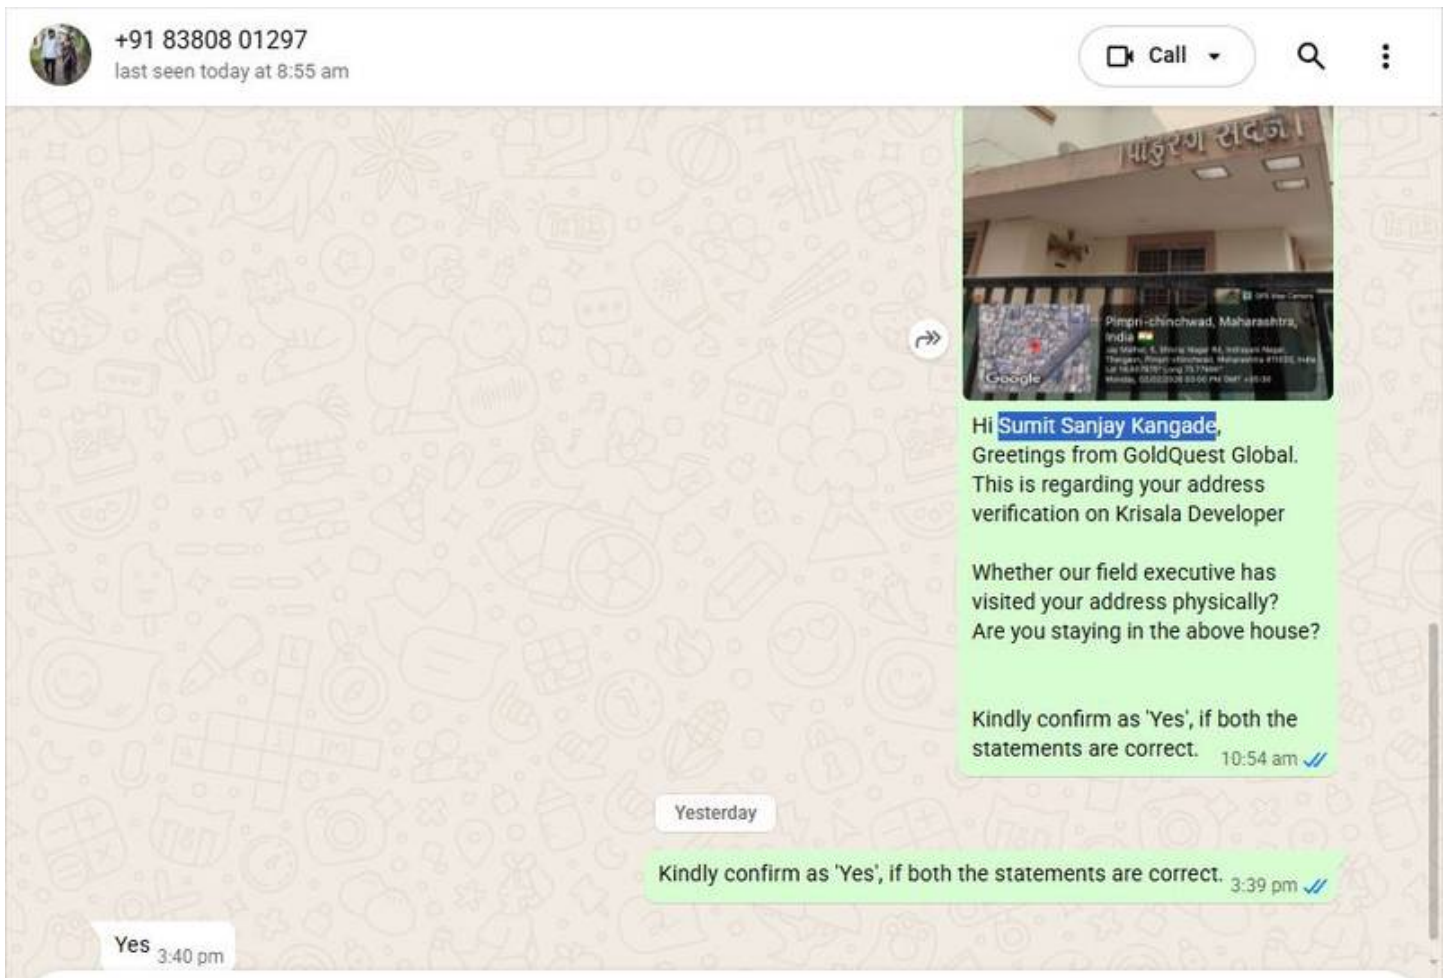 +91 83808 01297
last seen today at 8:55 am
Call
Pimpri-chinchwad, Maharashtra,
India
Google
Hi Sumit Sanjay Kangade,
Greetings from GoldQuest Global.
This is regarding your address
verification on Krisala Developer
Whether our field executive has
visited your address physically?
Are you staying in the above house?
Kindly confirm as 'Yes', if both the
statements are correct.
10:54 am
Yesterday
Kindly confirm as 'Yes', if both the statements are correct.
3:39 pm
Yes
3:40 pm